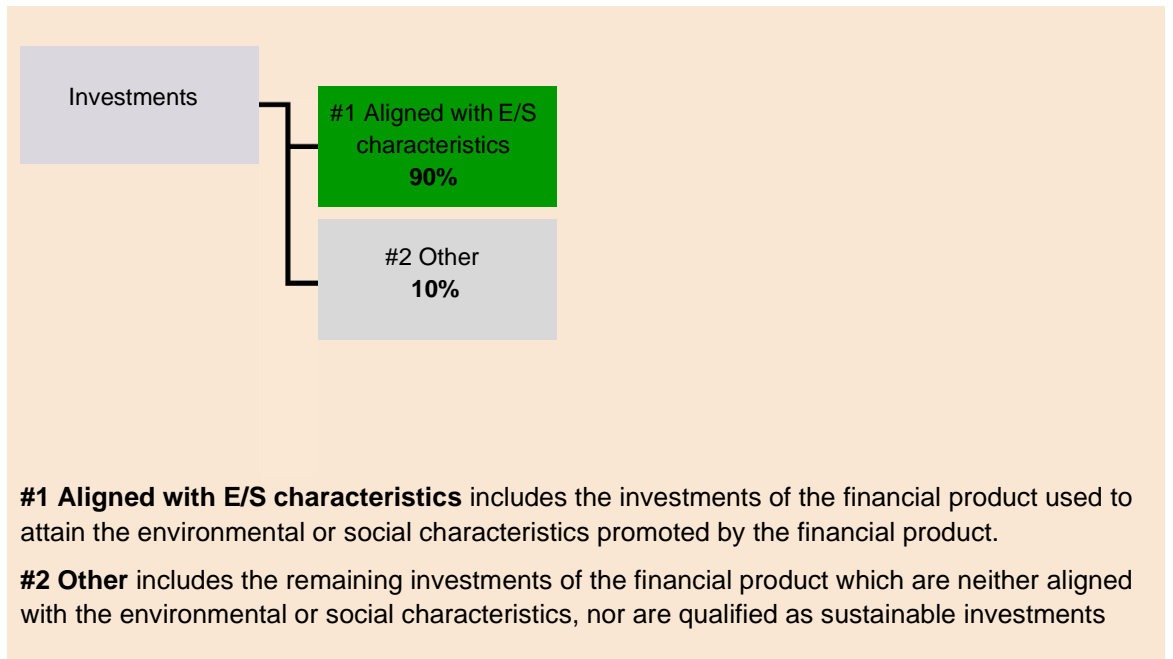 Investments
#1 Aligned with E/S
characteristics
90%
#2 Other
10%
#1 Aligned with E/S characteristics includes the investments of the financial product used to
attain the environmental or social characteristics promoted by the financial product.
#2 Other includes the remaining investments of the financial product which are neither aligned
with the environmental or social characteristics, nor are qualified as sustainable investments